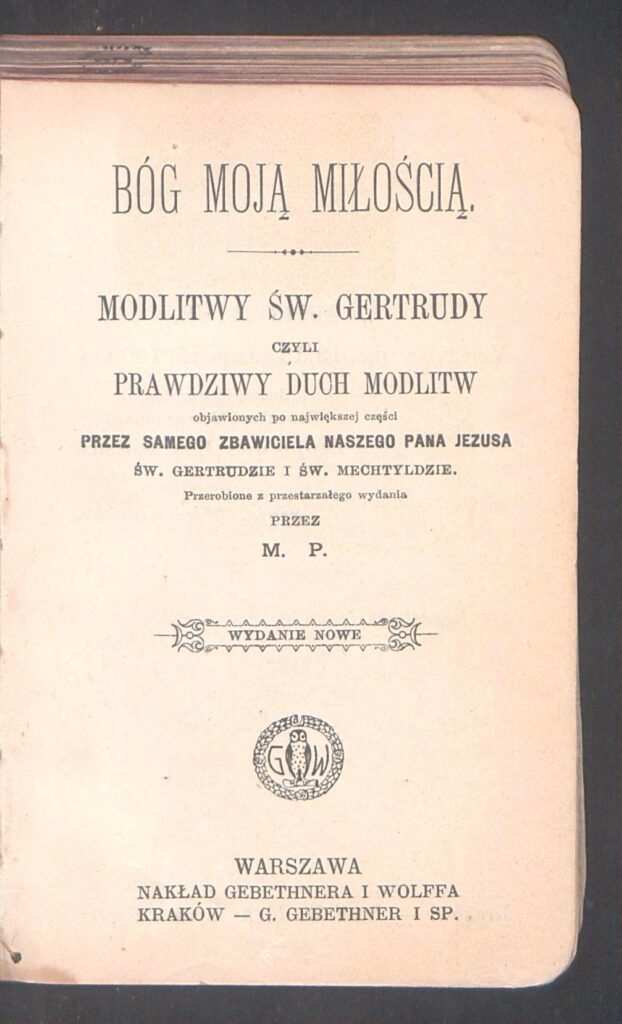 BÓG MOJĄ MIŁOŚCIĄ.
MODLITWY ŚW. GERTRUDY
CZYLI
PRAWDZIWY DUCH MODLITW
objawionych po największej części
PRZEZ SAMEGO ZBAWICIELA NASZEGO PANA JEZUSA
ŚW. GERTRUDZIE I ŚW. MECHTYLDZIE.
Przerobione z przestarzałego wydania
PRZEZ
M. P.
WYDANIE NOWE
G W
WARSZAWA
NAKŁAD GEBETHNERA I WOLFFA
KRAKÓW — G. GEBETHNER I SP.